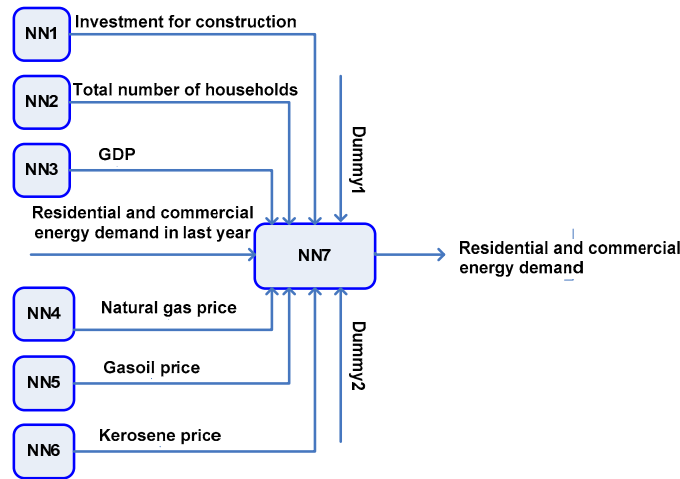 NN1
Investment for construction
NN2
Total number of households
NN3
GDP
Dummy1
Residential and commercial
energy demand in last year
NN7
Residential and commercial
energy demand
NN4
Natural gas price
NN5
Gasoil price
Dummy2
NN6
Kerosene price